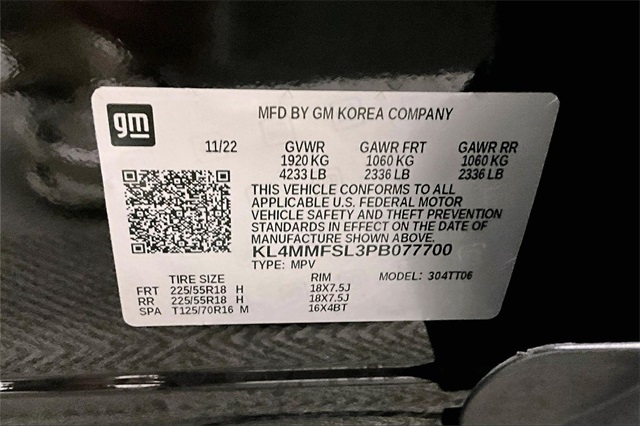 gm
MFD BY GM KOREA COMPANY
11/22 GVWR GAWR FRT GAWR RR
1920 KG 1060 KG 1060 KG
4233 LB 2336 LB 2336 LB
THIS VEHICLE CONFORMS TO ALL
APPLICABLE U.S. FEDERAL MOTOR
VEHICLE SAFETY AND THEFT PREVENTION
STANDARDS IN EFFECT ON THE DATE OF
MANUFACTURE SHOWN ABOVE.
KL4MMFSL3PB077700
TYPE: MPV
TIRE SIZE RIM MODEL: 304TT06
FRT 225/55R18 H 18X7.5J
RR 225/55R18 H 18X7.5J
SPA T125/70R16 M 16X4BT